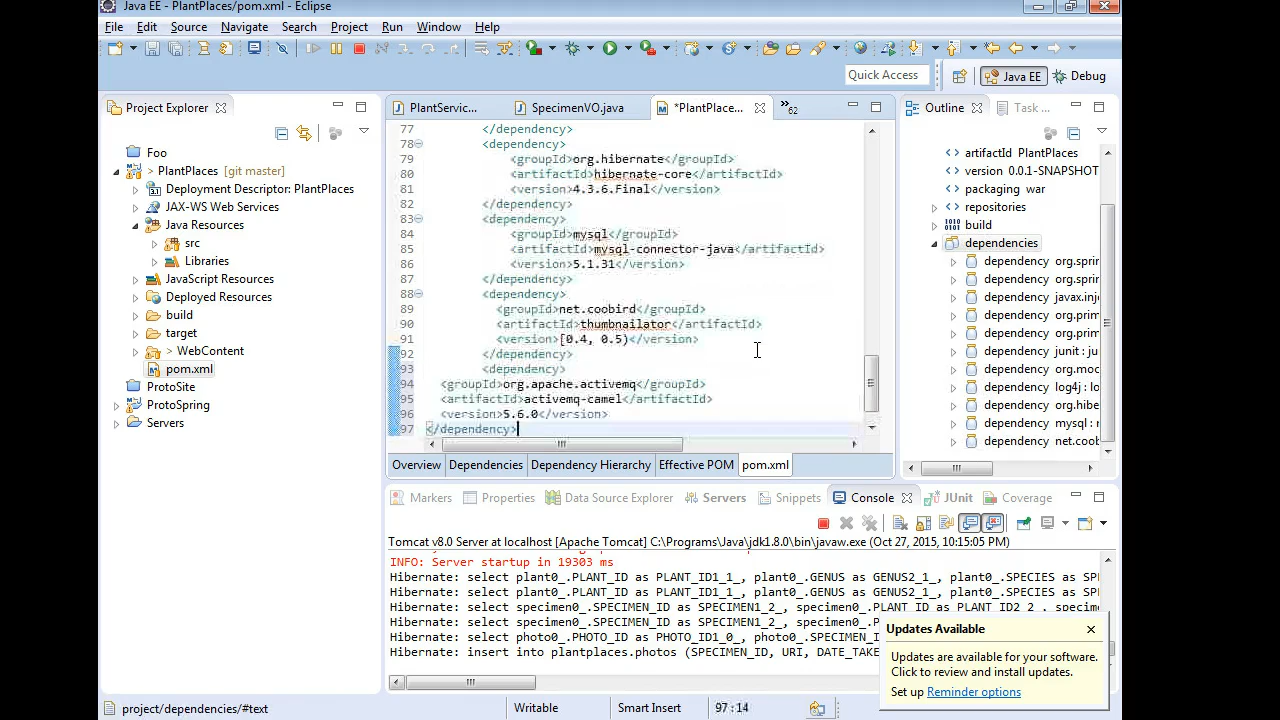 Java EE - PlantPlaces/pom.xml - Eclipse
File Edit Source Navigate Search Project Run Window Help
Quick Access
Java EE
Debug
Project Explorer
PlantServic...
SpecimenVO.java
*PlantPlace...
62
Outline
Task ...
Foo
> PlantPlaces [git master]
Deployment Descriptor: PlantPlaces
JAX-WS Web Services
Java Resources
src
Libraries
JavaScript Resources
Deployed Resources
build
target
> WebContent
pom.xml
ProtoSite
ProtoSpring
Servers
77 </dependency>
78 <dependency>
79 <groupId>org.hibernate</groupId>
80 <artifactId>hibernate-core</artifactId>
81 <version>4.3.6.Final</version>
82 </dependency>
83 <dependency>
84 <groupId>mysql</groupId>
85 <artifactId>mysql-connector-java</artifactId>
86 <version>5.1.31</version>
87 </dependency>
88 <dependency>
89 <groupId>net.coobird</groupId>
90 <artifactId>thumbnailator</artifactId>
91 <version>[0.4, 0.5)</version>
92 </dependency>
93 <dependency>
94 <groupId>org.apache.activemq</groupId>
95 <artifactId>activemq-camel</artifactId>
96 <version>5.6.0</version>
97 </dependency>
artifactId PlantPlaces
version 0.0.1-SNAPSHOT
packaging war
repositories
build
dependencies
dependency org.sprin
dependency org.sprin
dependency javax.inje
dependency org.prim
dependency org.prim
dependency junit : ju
dependency org.moc
dependency log4j : lo
dependency org.hibe
dependency mysql : r
dependency net.coob
Overview Dependencies Dependency Hierarchy Effective POM pom.xml
Markers Properties Data Source Explorer Servers Snippets Console JUnit Coverage
Tomcat v8.0 Server at localhost [Apache Tomcat] C:\Programs\Java\jdk1.8.0\bin\javaw.exe (Oct 27, 2015, 10:15:05 PM)
INFO: Server startup in 19303 ms
Hibernate: select plant0_.PLANT_ID as PLANT_ID1_1_, plant0_.GENUS as GENUS2_1_, plant0_.SPECIES as SPE
Hibernate: select plant0_.PLANT_ID as PLANT_ID1_1_, plant0_.GENUS as GENUS2_1_, plant0_.SPECIES as SPE
Hibernate: select specimen0_.SPECIMEN_ID as SPECIMEN1_2_, specimen0_.PLANT_ID as PLANT_ID2_2_, specim
Hibernate: select specimen0_.SPECIMEN_ID as SPECIMEN1_2_, specimen0_
Hibernate: select photo0_.PHOTO_ID as PHOTO_ID1_0_, photo0_.SPECIMEN_I
Hibernate: insert into plantplaces.photos (SPECIMEN_ID, URI, DATE_TAKE
Updates Available
Updates are available for your software.
Click to review and install updates.
Set up Reminder options
project/dependencies/#text
Writable
Smart Insert
97 : 14